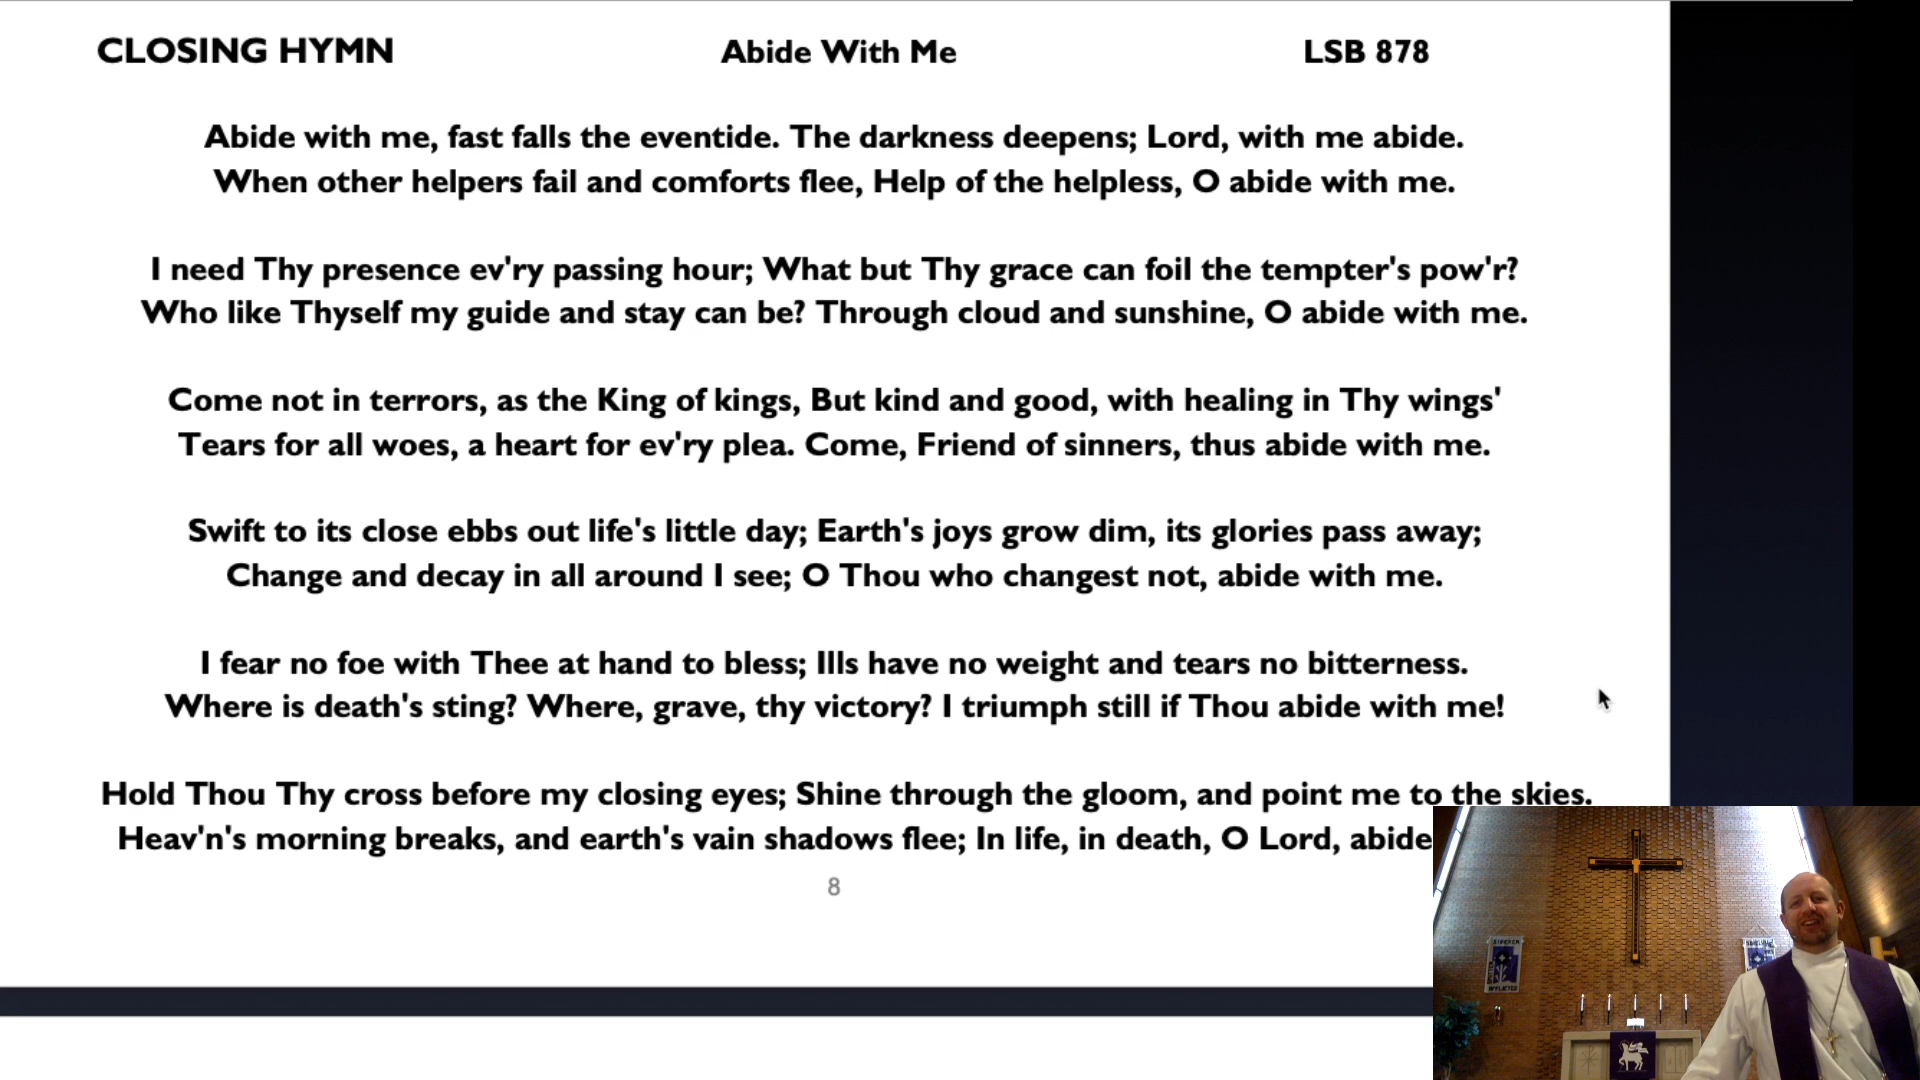 CLOSING HYMN Abide With Me LSB 878
Abide with me, fast falls the eventide. The darkness deepens; Lord, with me abide.
When other helpers fail and comforts flee, Help of the helpless, O abide with me.
I need Thy presence ev'ry passing hour; What but Thy grace can foil the tempter's pow'r?
Who like Thyself my guide and stay can be? Through cloud and sunshine, O abide with me.
Come not in terrors, as the King of kings, But kind and good, with healing in Thy wings'
Tears for all woes, a heart for ev'ry plea. Come, Friend of sinners, thus abide with me.
Swift to its close ebbs out life's little day; Earth's joys grow dim, its glories pass away;
Change and decay in all around I see; O Thou who changest not, abide with me.
I fear no foe with Thee at hand to bless; Ills have no weight and tears no bitterness.
Where is death's sting? Where, grave, thy victory? I triumph still if Thou abide with me!
Hold Thou Thy cross before my closing eyes; Shine through the gloom, and point me to the skies.
Heav'n's morning breaks, and earth's vain shadows flee; In life, in death, O Lord, abide
8